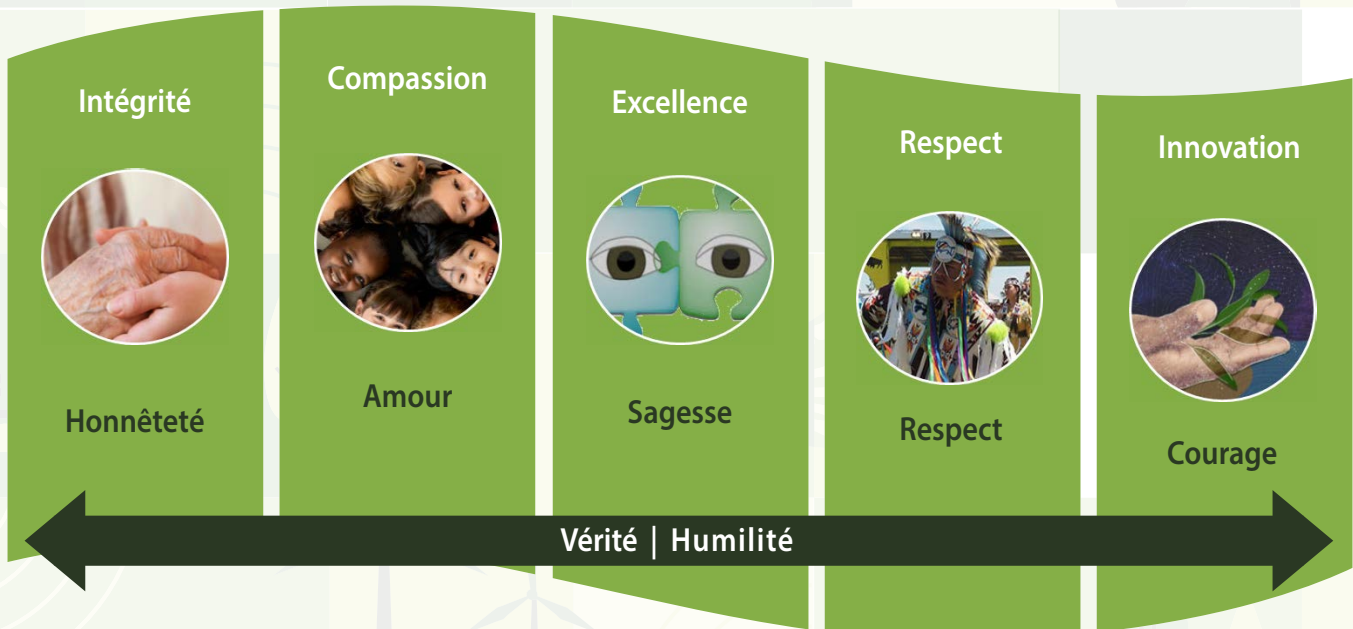 Intégrité
Honnêteté
Compassion
Amour
Excellence
Sagesse
Respect
Respect
Innovation
Courage
Vérité | Humilité